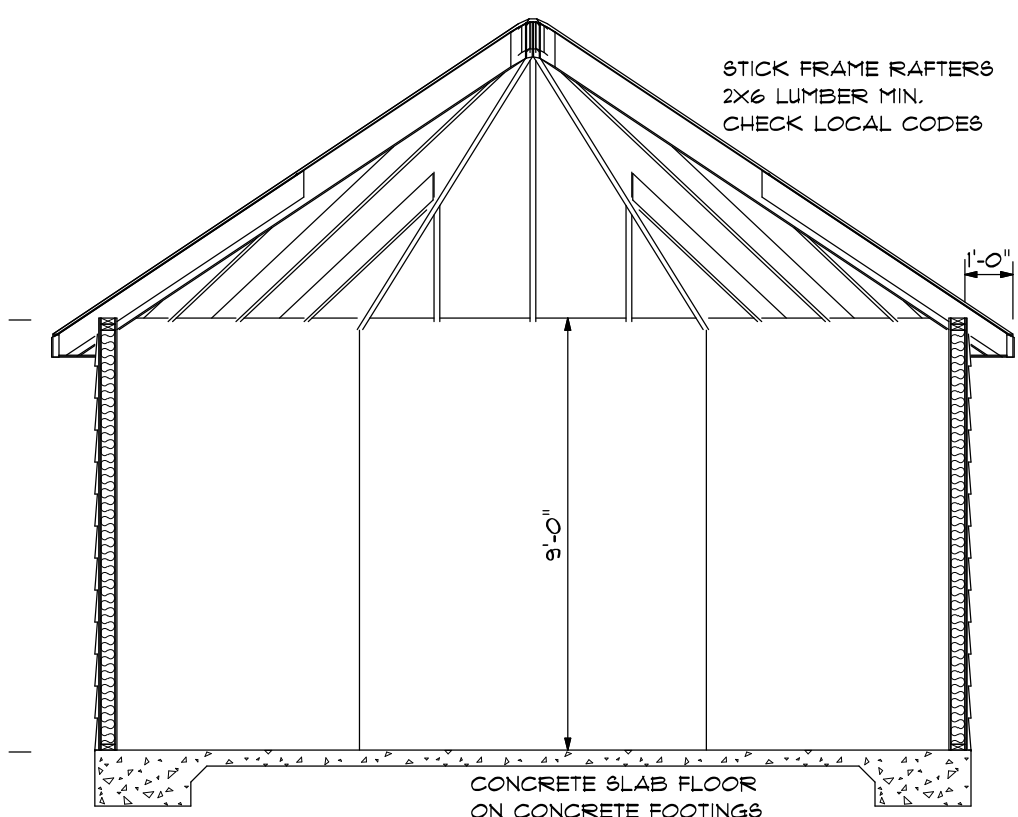 STICK FRAME RAFTERS
2X6 LUMBER MIN.
CHECK LOCAL CODES
1'-0"
9'-0"
CONCRETE SLAB FLOOR
ON CONCRETE FOOTINGS